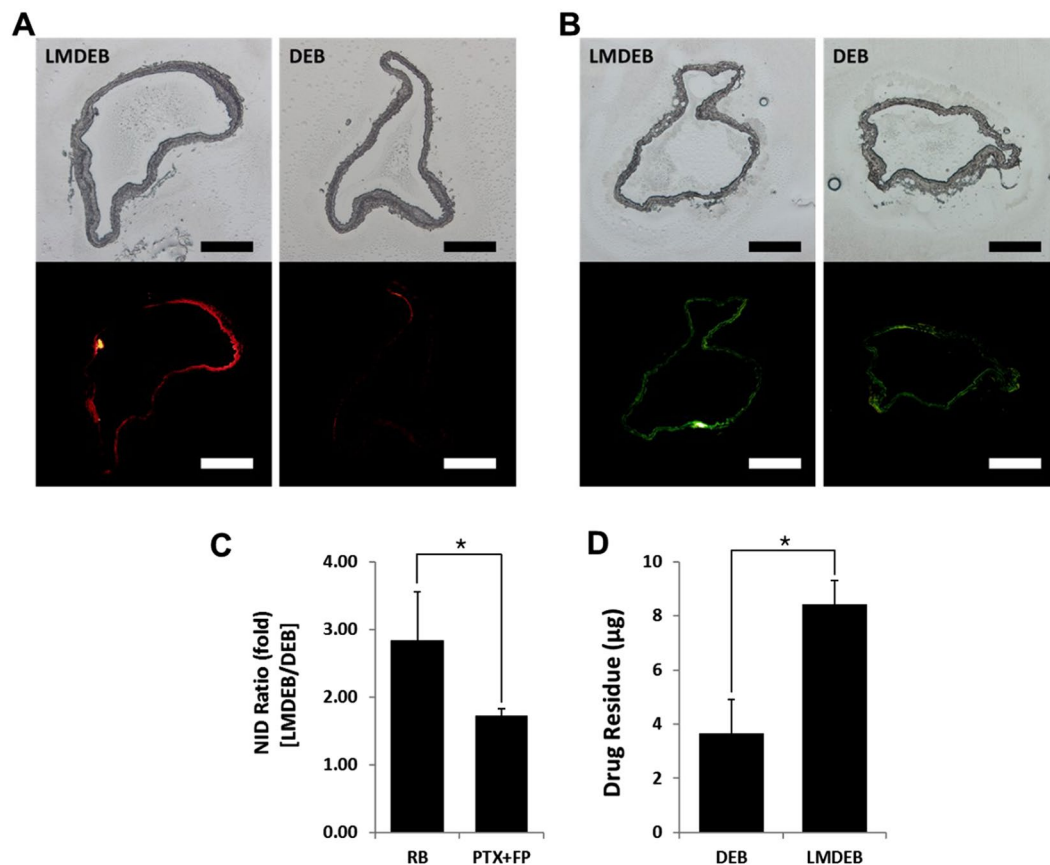 A
B
LMDEB
DEB
LMDEB
DEB
C
D
NID Ratio (fold)
[LMDEB/DEB]
4.00
3.00
2.00
1.00
0.00
*
RB
PTX+FP
Drug Residue (µg)
10
8
6
4
2
0
*
DEB
LMDEB